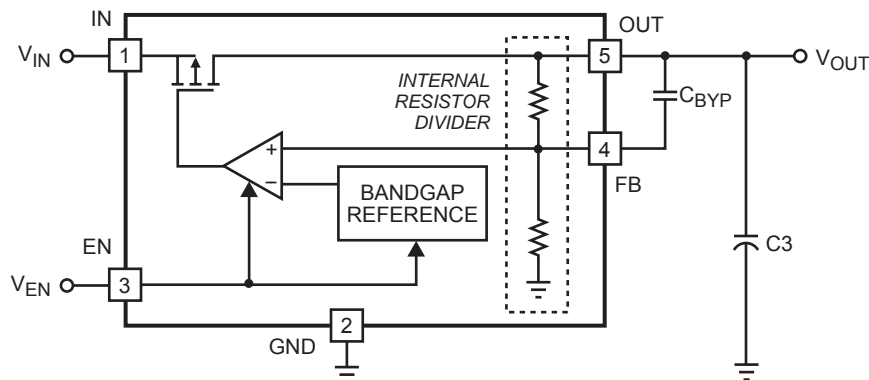 IN
OUT
V_IN
1
5
V_OUT
INTERNAL
RESISTOR
DIVIDER
C_BYP
+
4
−
BANDGAP
REFERENCE
FB
EN
C3
V_EN
3
2
GND